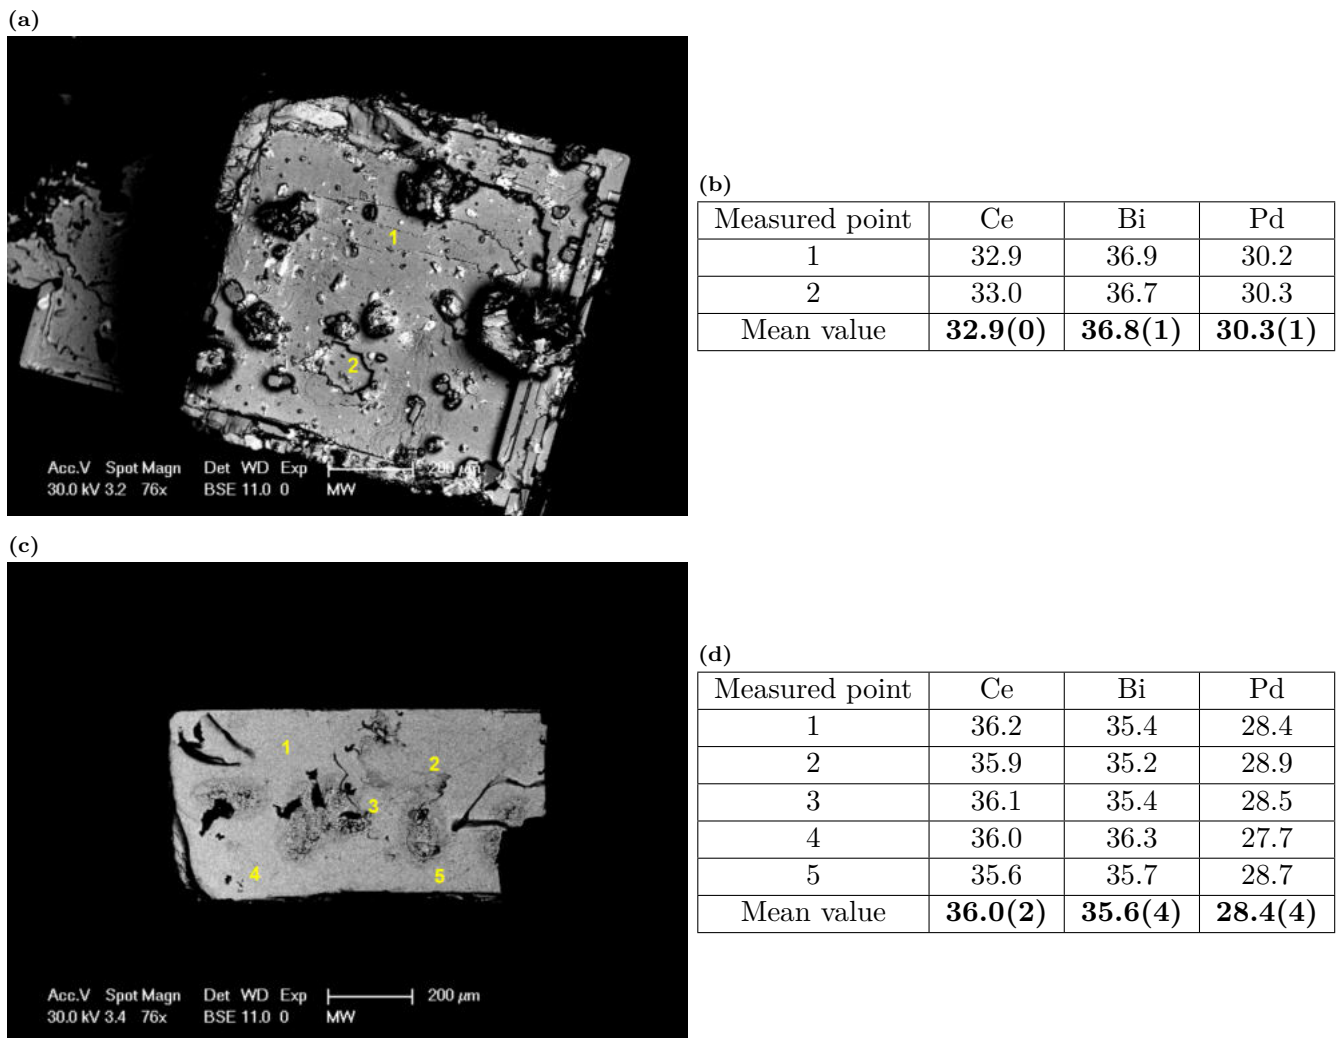 (a)
1
2
Acc.V Spot Magn Det WD Exp 200 µm
30.0 kV 3.2 76x BSE 11.0 0 MW
(b)
Measured point Ce Bi Pd
1 32.9 36.9 30.2
2 33.0 36.7 30.3
Mean value 32.9(0) 36.8(1) 30.3(1)
(c)
1
2
3
4
5
Acc.V Spot Magn Det WD Exp 200 µm
30.0 kV 3.4 76x BSE 11.0 0 MW
(d)
Measured point Ce Bi Pd
1 36.2 35.4 28.4
2 35.9 35.2 28.9
3 36.1 35.4 28.5
4 36.0 36.3 27.7
5 35.6 35.7 28.7
Mean value 36.0(2) 35.6(4) 28.4(4)